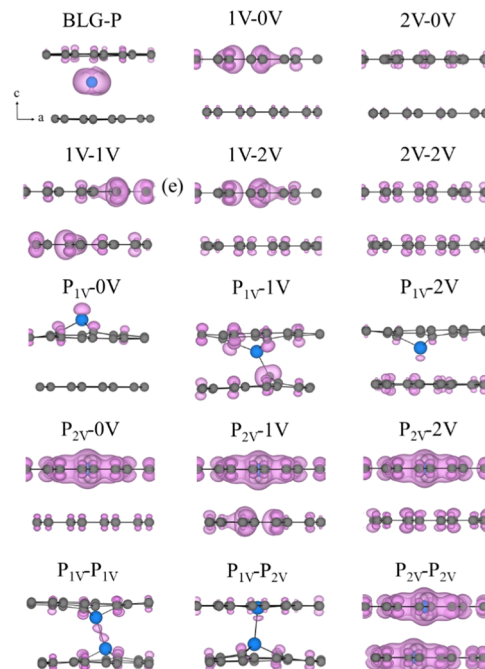 BLG-P 1V-0V 2V-0V
c
a
1V-1V (e) 1V-2V 2V-2V
P1V-0V P1V-1V P1V-2V
P2V-0V P2V-1V P2V-2V
P1V-P1V P1V-P2V P2V-P2V